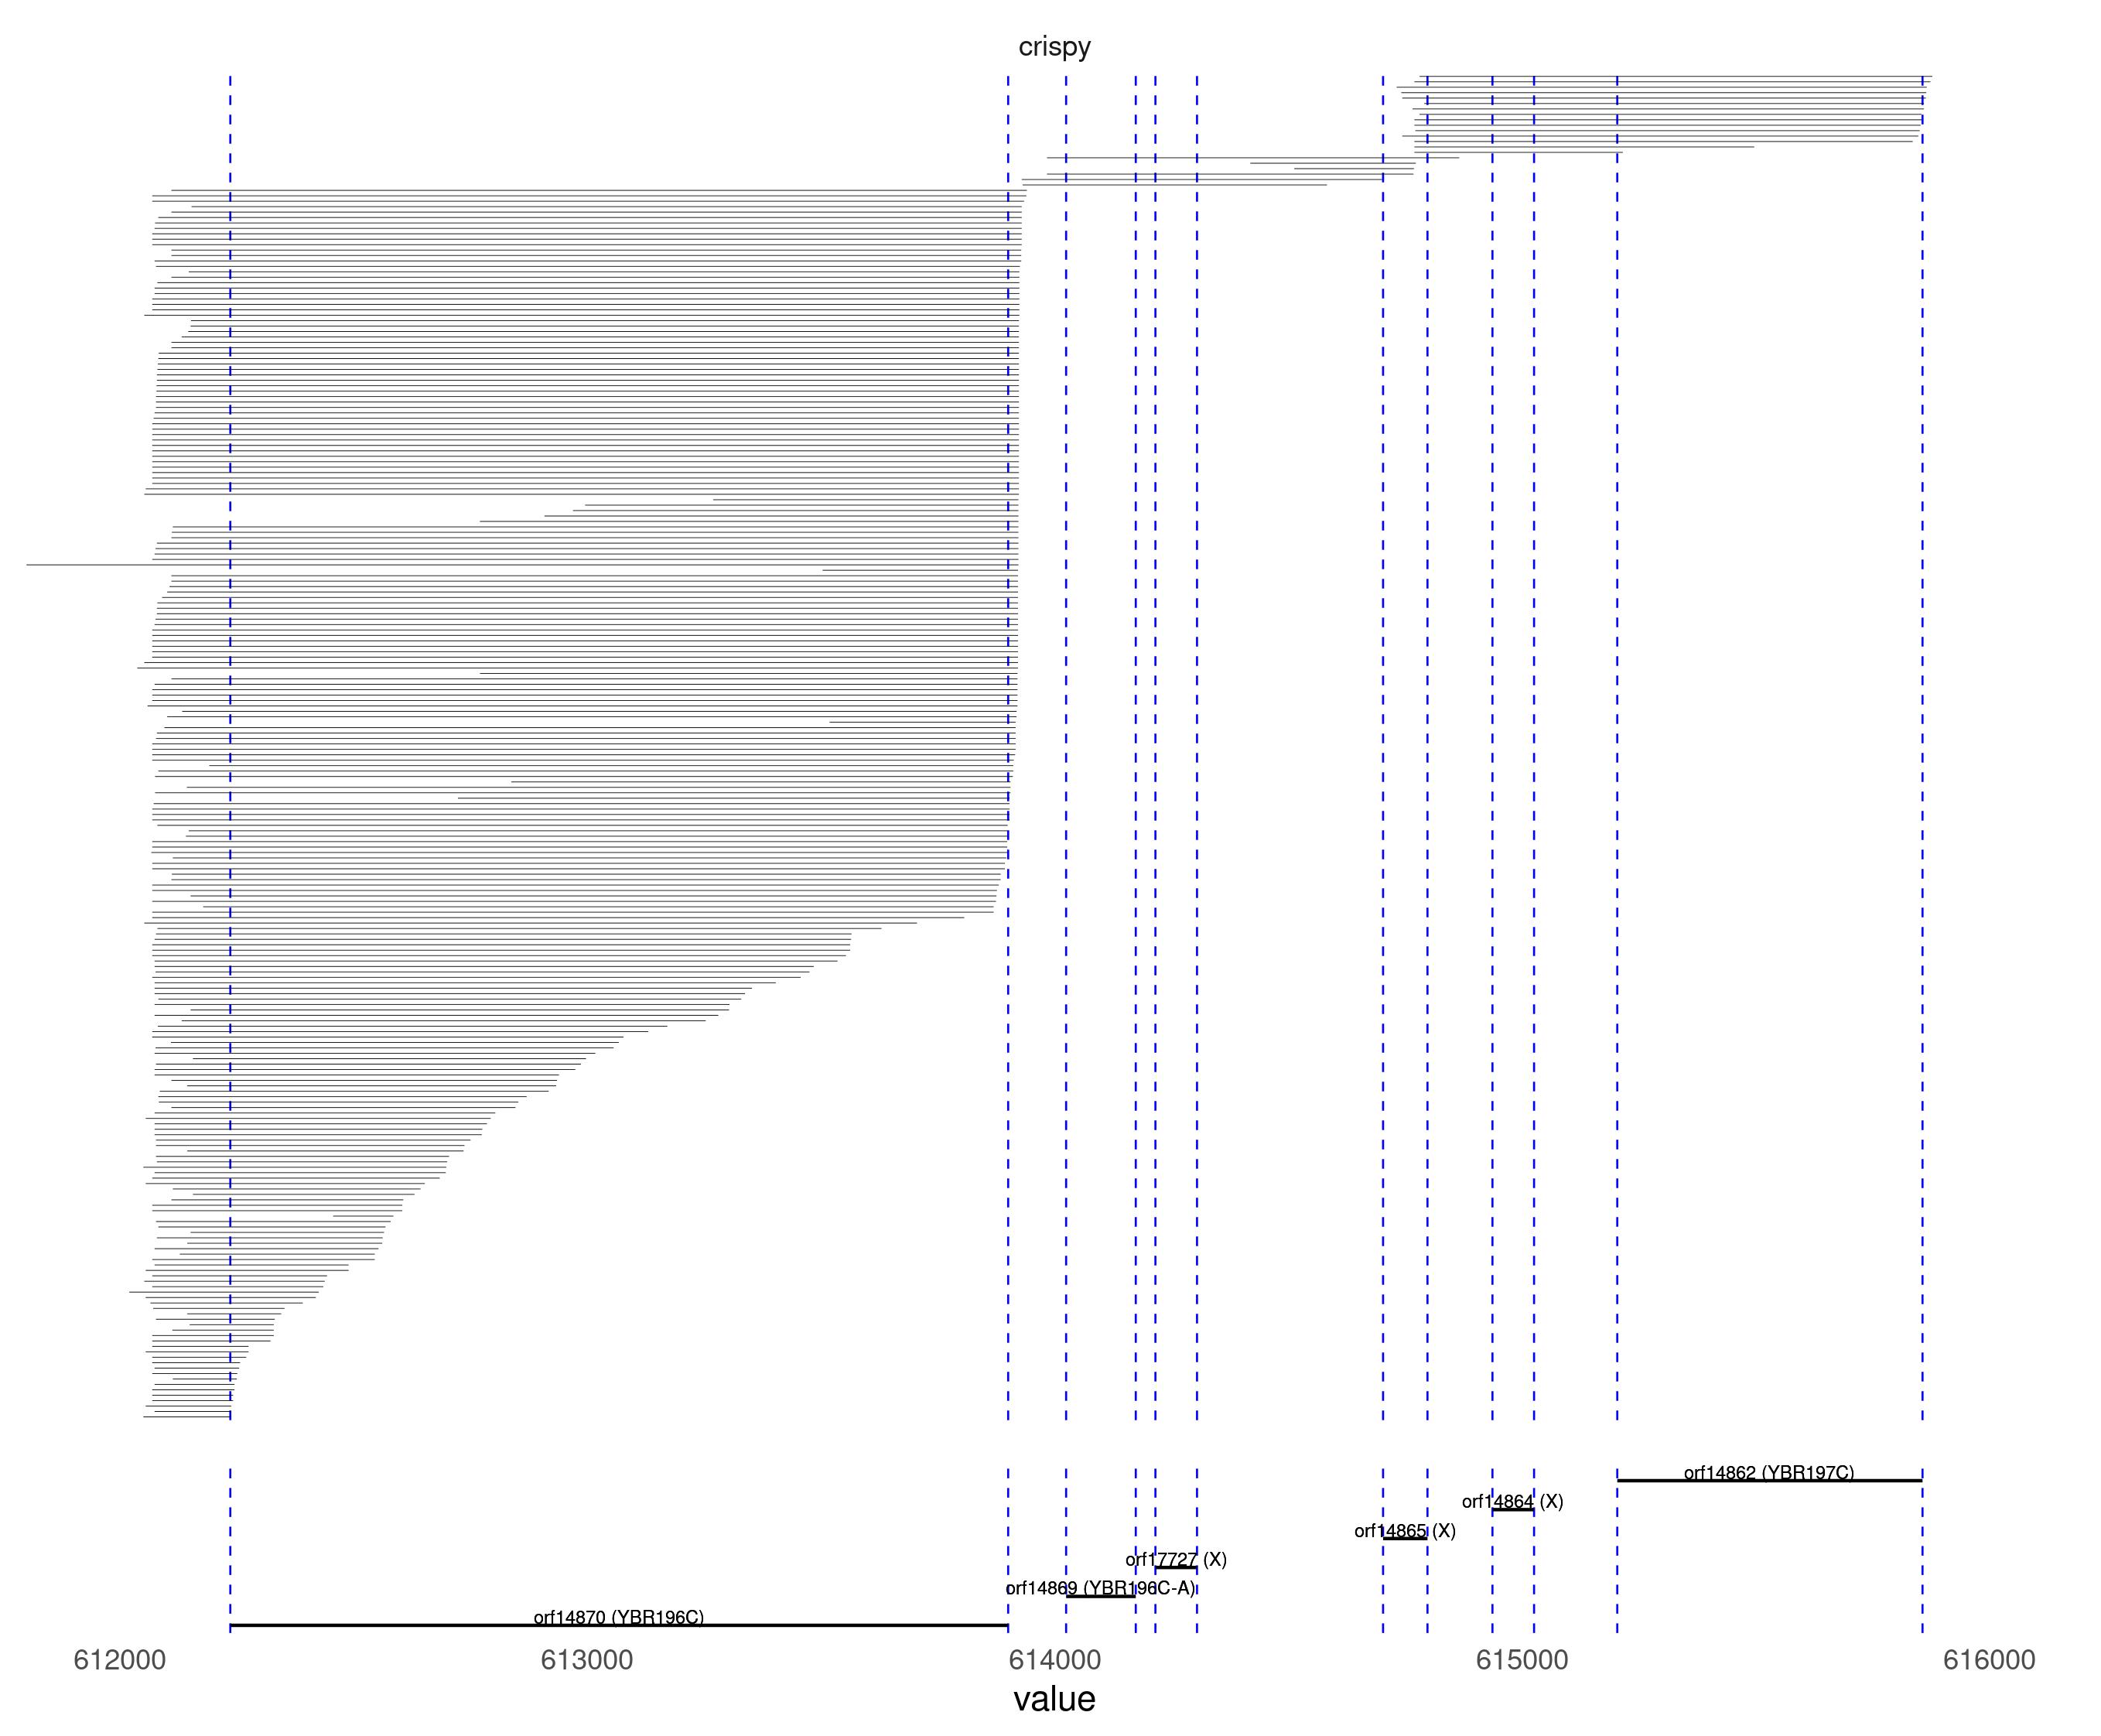 crispy
orf14862 (YBR197C)
orf14864 (X)
orf14865 (X)
orf17727 (X)
orf14869 (YBR196C-A)
orf14870 (YBR196C)
612000 613000 614000 615000 616000
value